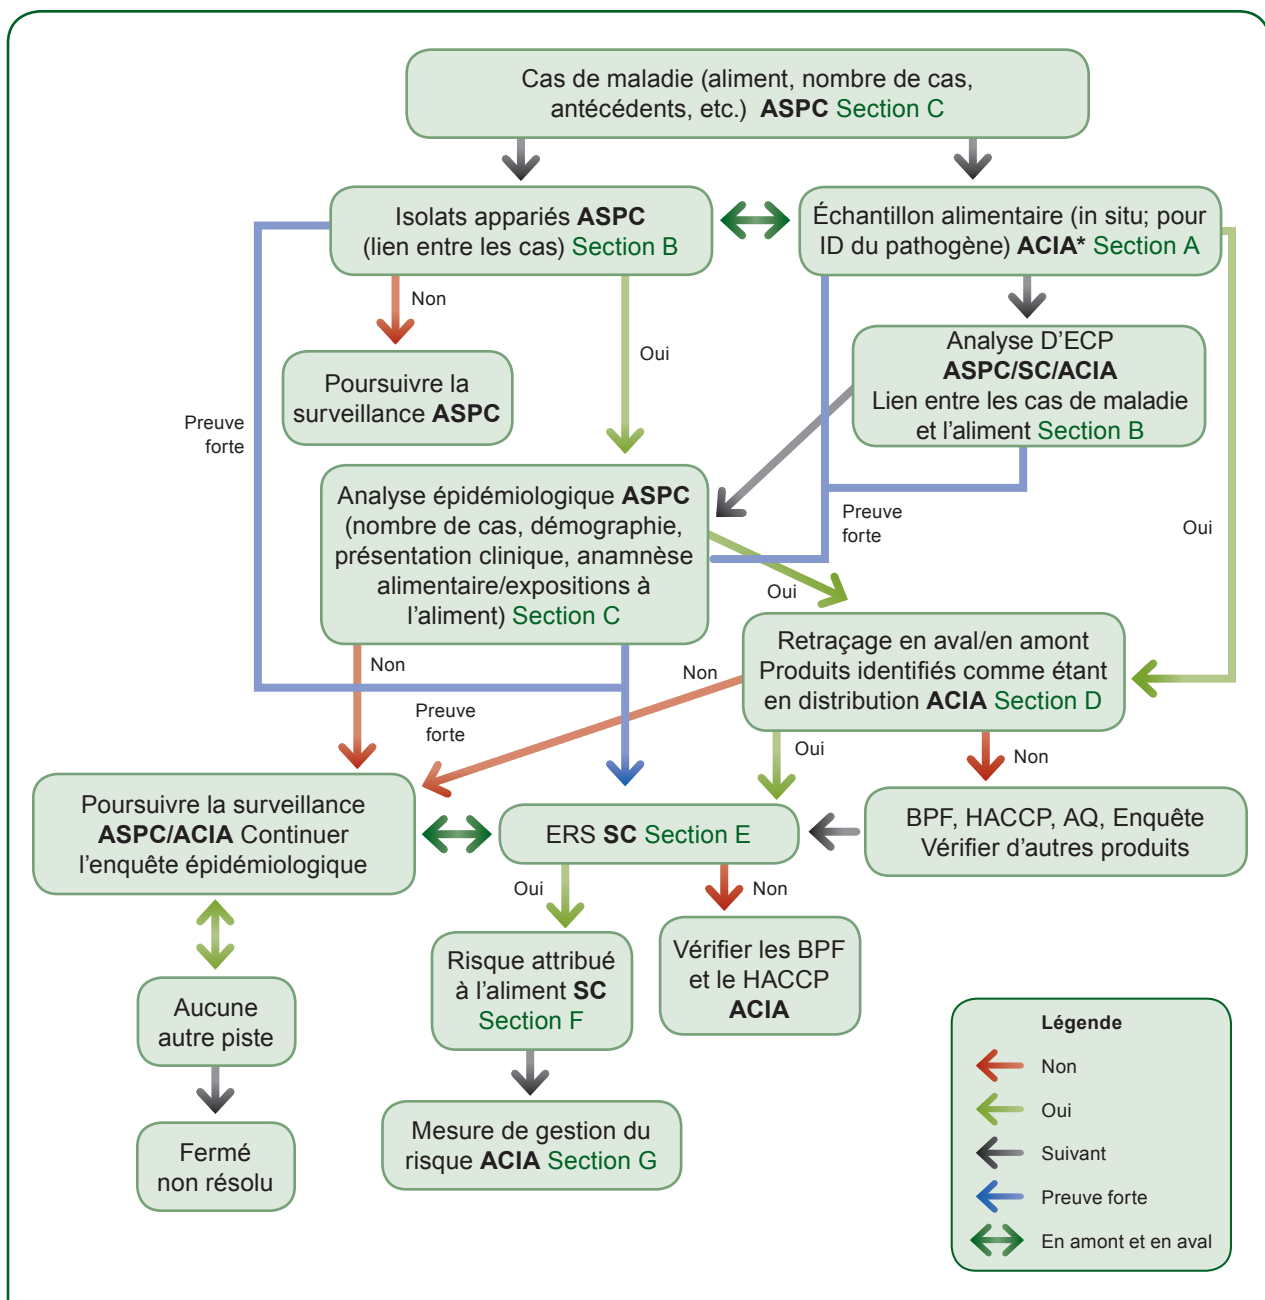 Cas de maladie (aliment, nombre de cas,
antécédents, etc.) ASPC Section C
Isolats appariés ASPC
(lien entre les cas) Section B
Échantillon alimentaire (in situ; pour
ID du pathogène) ACIA* Section A
Non
Oui
Poursuivre la
surveillance ASPC
Analyse D'ECP
ASPC/SC/ACIA
Lien entre les cas de maladie
et l'aliment Section B
Preuve
forte
Analyse épidémiologique ASPC
(nombre de cas, démographie,
présentation clinique, anamnèse
alimentaire/expositions à
l'aliment) Section C
Preuve
forte
Oui
Oui
Retraçage en aval/en amont
Produits identifiés comme étant
en distribution ACIA Section D
Non
Non
Preuve
forte
Oui
Non
Poursuivre la surveillance
ASPC/ACIA Continuer
l'enquête épidémiologique
ERS SC Section E
BPF, HACCP, AQ, Enquête
Vérifier d'autres produits
Oui
Non
Risque attribué
à l'aliment SC
Section F
Vérifier les BPF
et le HACCP
ACIA
Aucune
autre piste
Mesure de gestion du
risque ACIA Section G
Fermé
non résolu
Légende
Non
Oui
Suivant
Preuve forte
En amont et en aval